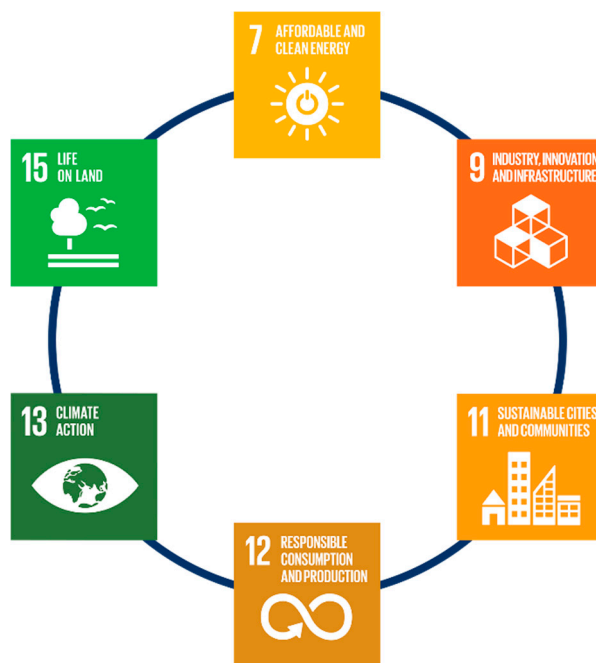 7 AFFORDABLE AND
CLEAN ENERGY
15 LIFE
ON LAND
9 INDUSTRY, INNOVATION
AND INFRASTRUCTURE
13 CLIMATE
ACTION
11 SUSTAINABLE CITIES
AND COMMUNITIES
12 RESPONSIBLE
CONSUMPTION
AND PRODUCTION